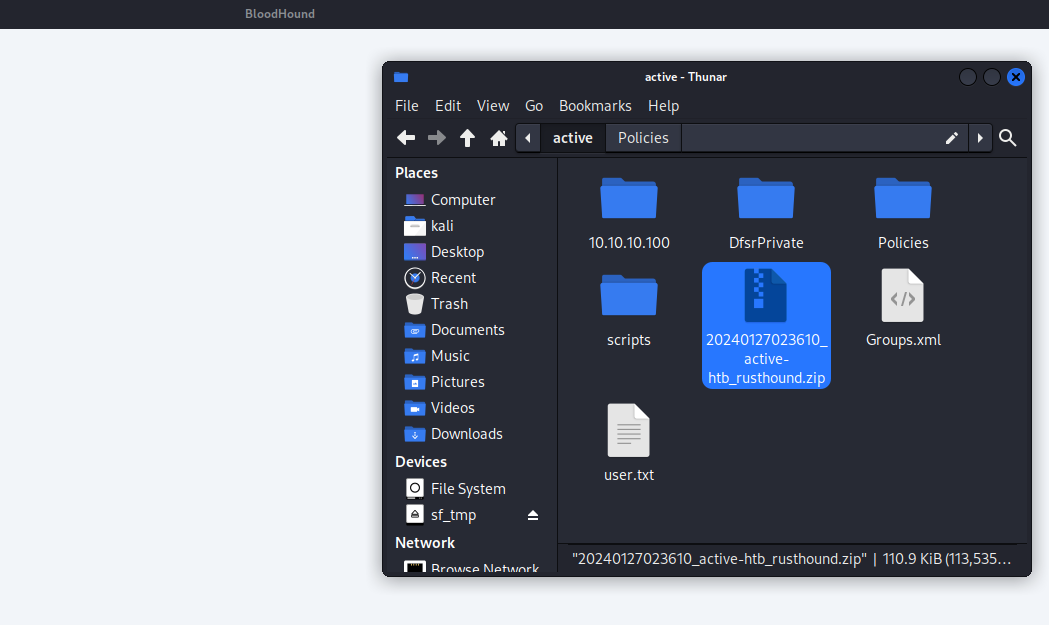 BloodHound
active - Thunar
File Edit View Go Bookmarks Help
active Policies
Places
Computer
kali
Desktop
Recent
Trash
Documents
Music
Pictures
Videos
Downloads
Devices
File System
sf_tmp
Network
Browse Network
10.10.10.100 DfsrPrivate Policies
scripts
20240127023610_
active-
htb_rusthound.zip
Groups.xml
user.txt
"20240127023610_active-htb_rusthound.zip" | 110.9 KiB (113,535…